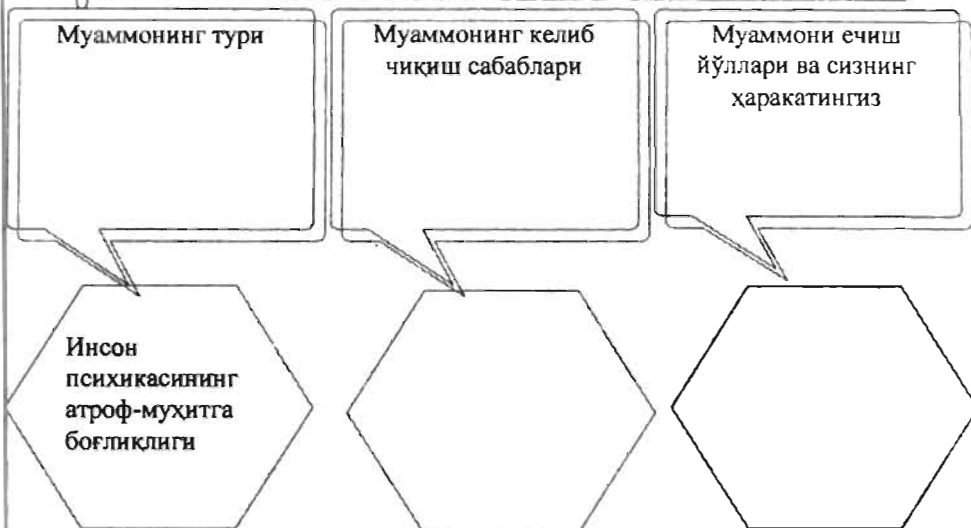 Муаммонинг тури
Муаммонинг келиб
чиқиш сабаблари
Муаммони ечиш
йўллари ва сизнинг
ҳаракатингиз
Инсон
психикасининг
атроф-муҳитга
боғлиқлиги